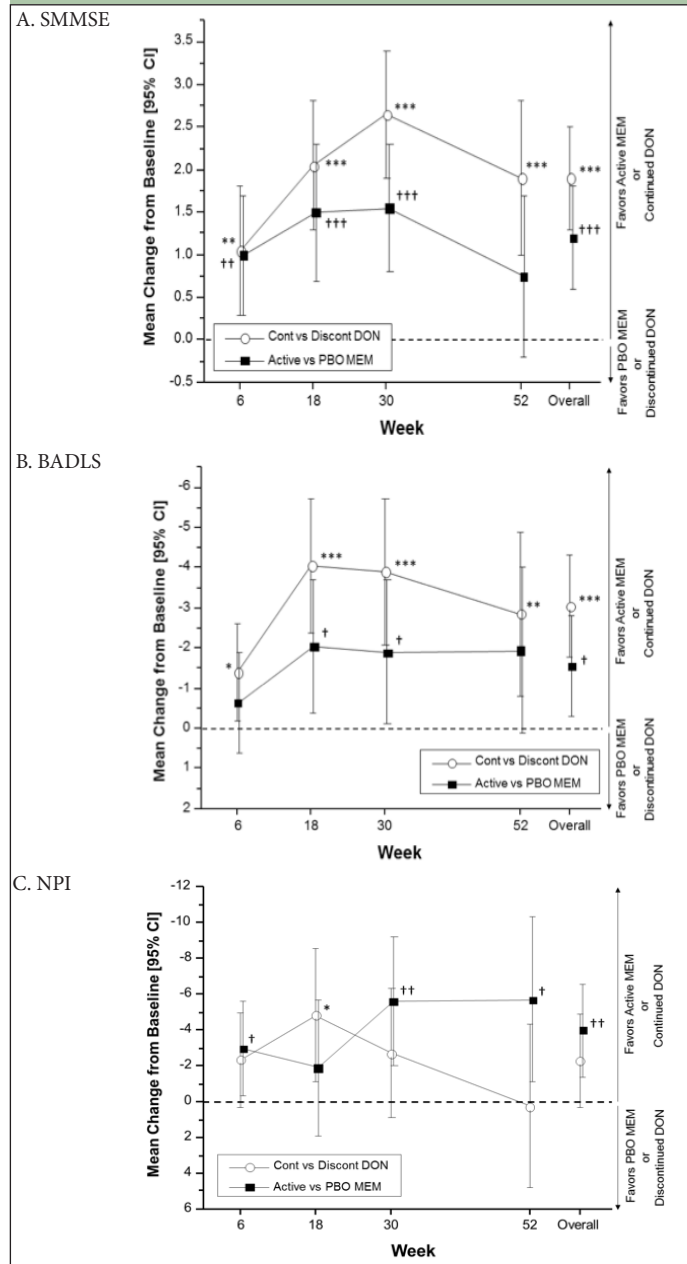 A. SMMSE
Mean Change from Baseline [95% CI]
3.5
3.0
2.5
2.0
1.5
1.0
0.5
0.0
-0.5
**
††
***
†††
***
†††
***
***
†††
Cont vs Discont DON
Active vs PBO MEM
6
18
30
52
Overall
Week
Favors Active MEM
or
Continued DON
Favors PBO MEM
or
Discontinued DON
B. BADLS
Mean Change from Baseline [95% CI]
-6
-5
-4
-3
-2
-1
0
1
2
*
***
†
***
†
**
***
†
Cont vs Discont DON
Active vs PBO MEM
6
18
30
52
Overall
Week
Favors Active MEM
or
Continued DON
Favors PBO MEM
or
Discontinued DON
C. NPI
Mean Change from Baseline [95% CI]
-12
-10
-8
-6
-4
-2
0
2
4
6
†
*
††
†
††
Cont vs Discont DON
Active vs PBO MEM
6
18
30
52
Overall
Week
Favors Active MEM
or
Continued DON
Favors PBO MEM
or
Discontinued DON